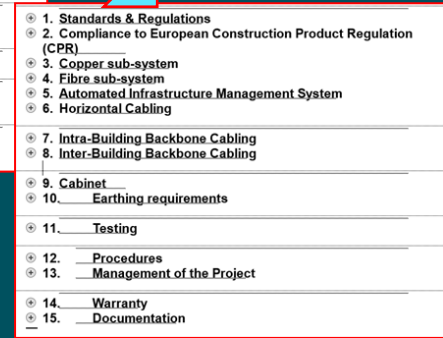 1. Standards & Regulations
2. Compliance to European Construction Product Regulation
(CPR)
3. Copper sub-system
4. Fibre sub-system
5. Automated Infrastructure Management System
6. Horizontal Cabling
7. Intra-Building Backbone Cabling
8. Inter-Building Backbone Cabling
9. Cabinet
10. Earthing requirements
11. Testing
12. Procedures
13. Management of the Project
14. Warranty
15. Documentation